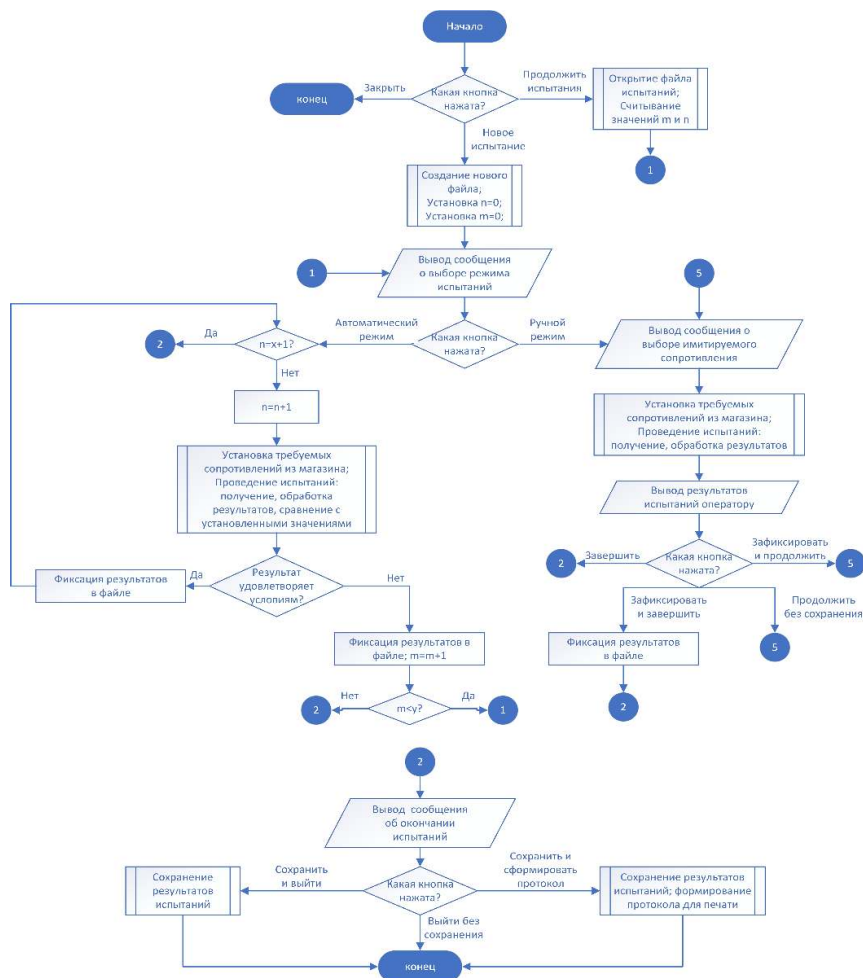 Начало
Закрыть
Какая кнопка
нажата?
Продолжить
испытания
конец
Открытие файла
испытаний;
Считывание
значений m и n
1
Новое
испытание
Создание нового
файла;
Установка n=0;
Установка m=0;
1
Вывод сообщения
о выборе режима
испытаний
5
2
Да
n=x+1?
Автоматический
режим
Какая кнопка
нажата?
Ручной
режим
Вывод сообщения о
выборе имитируемого
сопротивления
Нет
n=n+1
Установка требуемых
сопротивлений из магазина;
Проведение испытаний:
получение, обработка результатов
Установка требуемых
сопротивлений из магазина;
Проведение испытаний:
получение, обработка
результатов, сравнение с
установленными значениями
Вывод результатов
испытаний оператору
2
Завершить
Какая кнопка
нажата?
Зафиксировать
и продолжить
5
Фиксация результатов
в файле
Да
Результат
удовлетворяет
условиям?
Нет
Зафиксировать
и завершить
Продолжить
без сохранения
Фиксация результатов в
файле; m=m+1
Фиксация результатов
в файле
5
2
Нет
m<y?
Да
1
2
2
Вывод сообщения
об окончании
испытаний
Сохранить
и выйти
Какая кнопка
нажата?
Сохранить и
сформировать
протокол
Сохранение
результатов
испытаний
Сохранение результатов
испытаний; формирование
протокола для печати
Выйти без
сохранения
конец